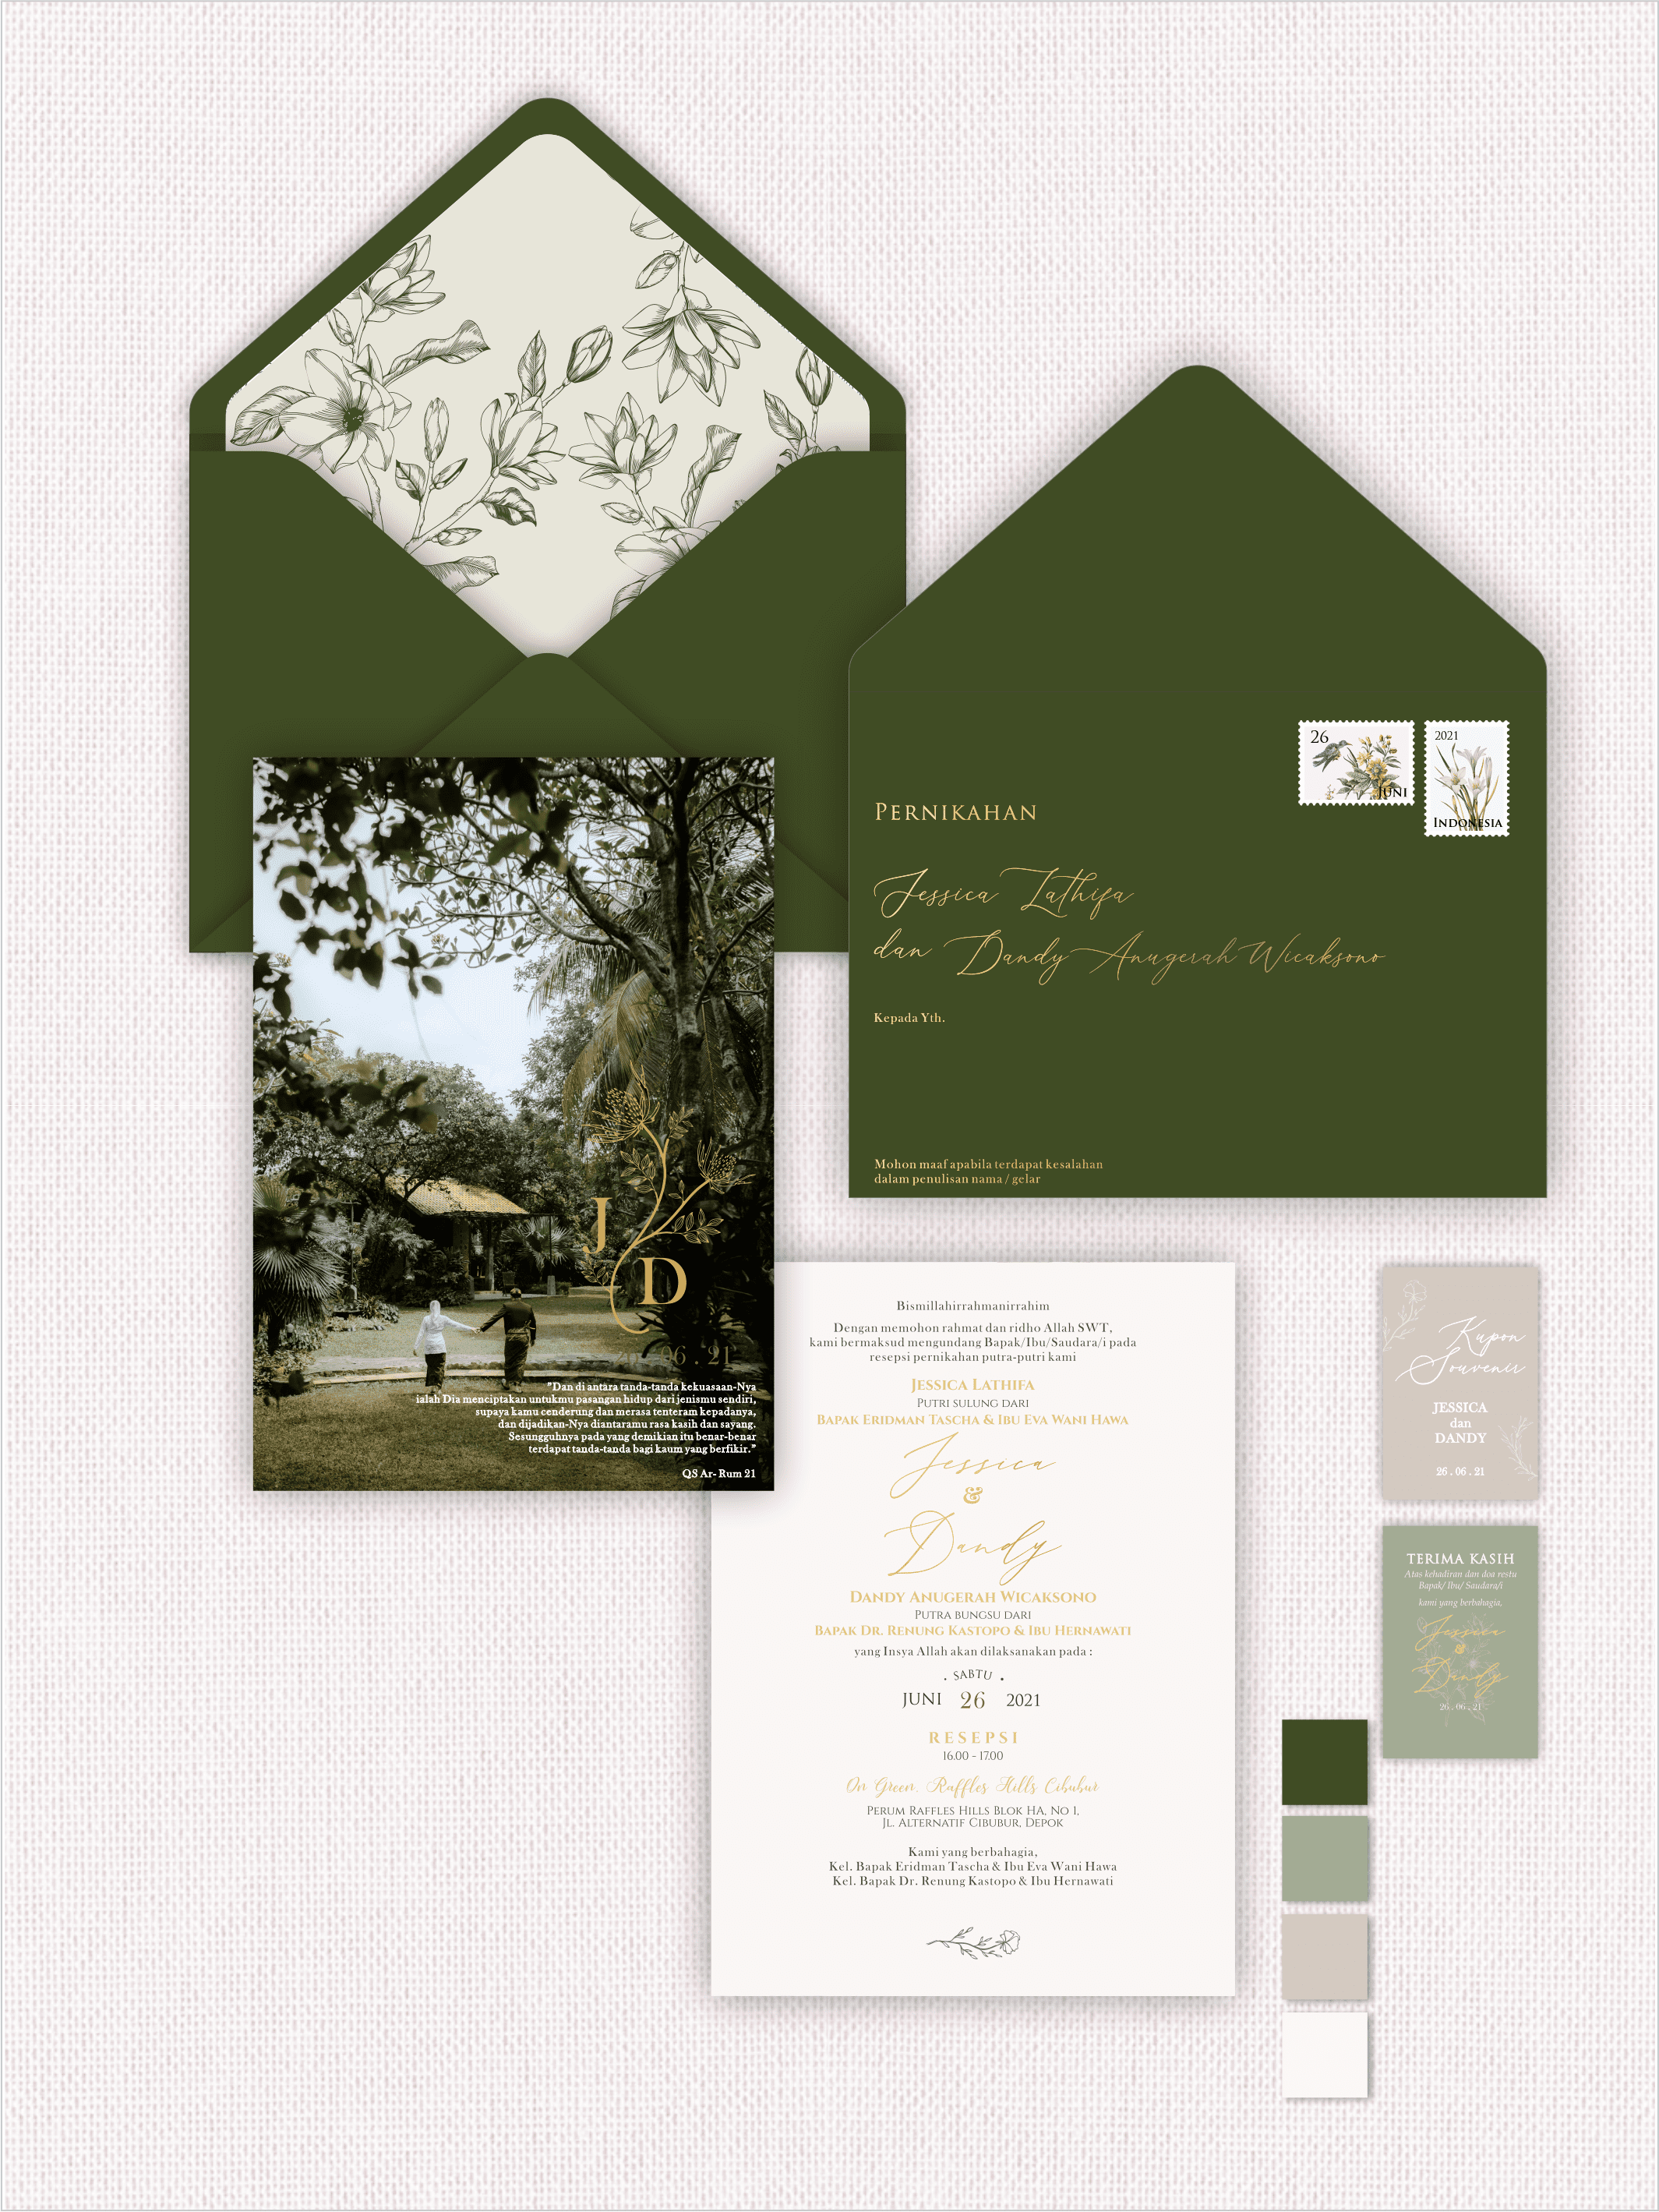 26
JUNI
2021
INDONESIA
PERNIKAHAN
Jessica Lathifa
dan Dandy Anugerah Wicaksono
Kepada Yth.
Mohon maaf apabila terdapat kesalahan
dalam penulisan nama / gelar
J
D
06 . 21
"Dan di antara tanda-tanda kekuasaan-Nya
ialah Dia menciptakan untukmu pasangan hidup dari jenismu sendiri,
supaya kamu cenderung dan merasa tenteram kepadanya,
dan dijadikan-Nya diantaramu rasa kasih dan sayang.
Sesungguhnya pada yang demikian itu benar-benar
terdapat tanda-tanda bagi kaum yang berfikir."
QS Ar- Rum 21
Bismillahirrahmanirrahim
Dengan memohon rahmat dan ridho Allah SWT,
kami bermaksud mengundang Bapak/Ibu/Saudara/i pada
resepsi pernikahan putra-putri kami
JESSICA LATHIFA
PUTRI SULUNG DARI
BAPAK ERIDMAN TASCHA & IBU EVA WANI HAWA
Jessica
&
Dandy
DANDY ANUGERAH WICAKSONO
PUTRA BUNGSU DARI
BAPAK DR. RENUNG KASTOPO & IBU HERNAWATI
yang Insya Allah akan dilaksanakan pada :
. SABTU .
JUNI 26 2021
RESEPSI
16.00 - 17.00
On Green, Raffles Hills Cibubur
PERUM RAFFLES HILLS BLOK HA, NO 1,
JL. ALTERNATIF CIBUBUR, DEPOK
Kami yang berbahagia,
Kel. Bapak Eridman Tascha & Ibu Eva Wani Hawa
Kel. Bapak Dr. Renung Kastopo & Ibu Hernawati
Kupon
Souvenir
JESSICA
dan
DANDY
26 . 06 . 21
TERIMA KASIH
Atas kehadiran dan doa restu
Bapak/ Ibu/ Saudara/i
kami yang berbahagia,
Jessica
&
Dandy
26 . 06 . 21